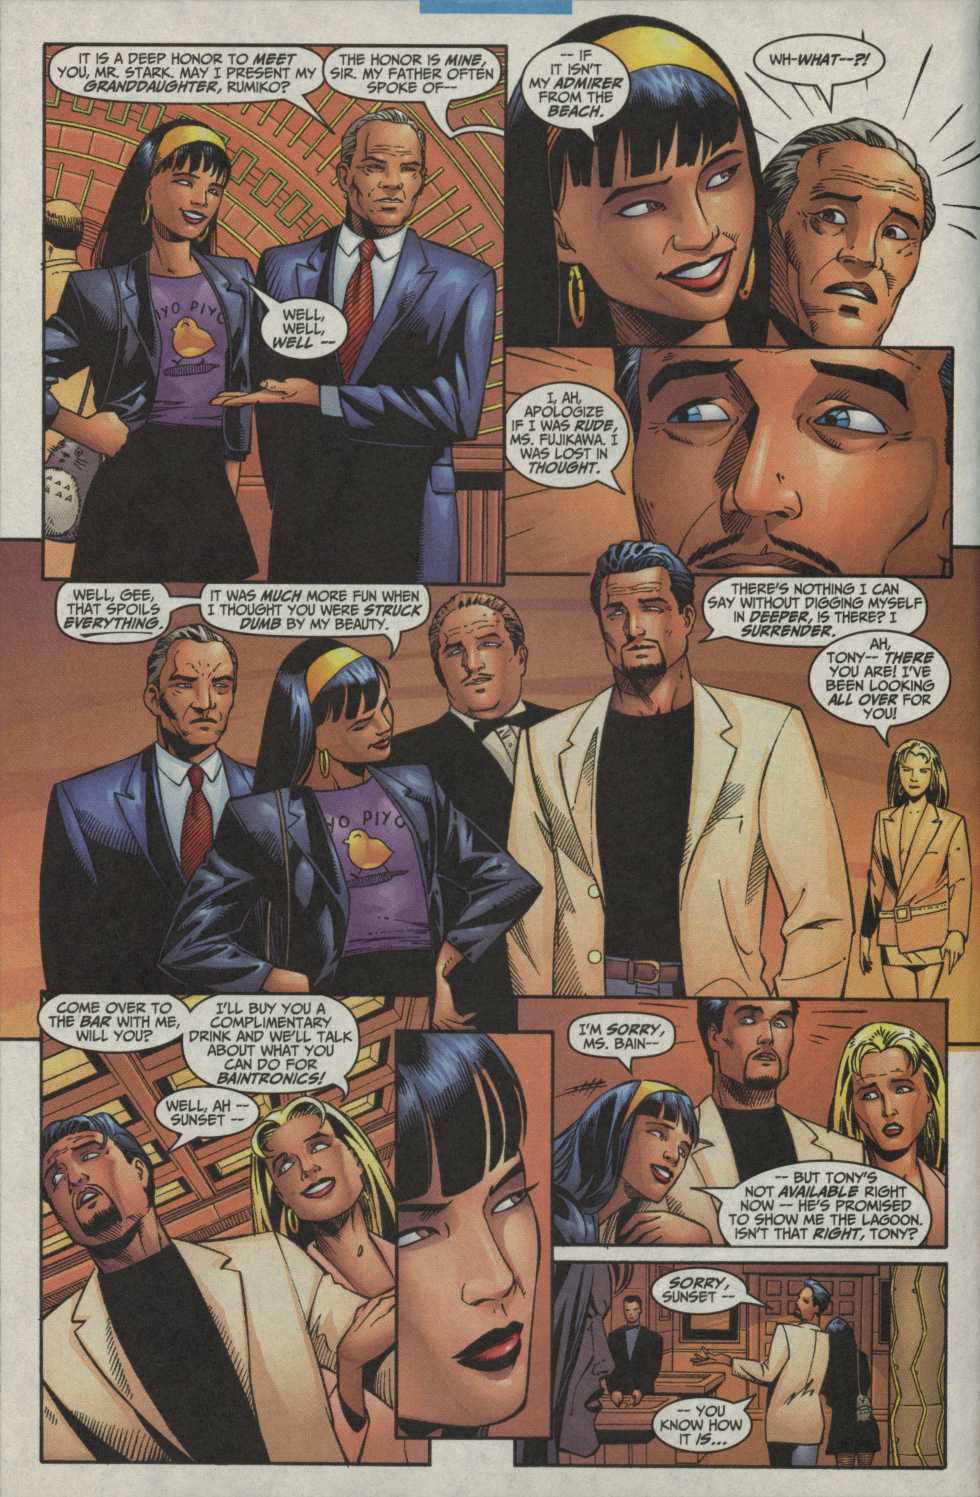 IT IS A DEEP HONOR TO MEET
YOU, MR. STARK. MAY I PRESENT MY
GRANDDAUGHTER, RUMIKO?
THE HONOR IS MINE,
SIR. MY FATHER OFTEN
SPOKE OF--
WELL,
WELL,
WELL --
IYO PIYO
-- IF
IT ISN'T
MY ADMIRER
FROM THE
BEACH.
WH-WHAT--?!
I, AH,
APOLOGIZE
IF I WAS RUDE,
MS. FUJIKAWA. I
WAS LOST IN
THOUGHT.
WELL, GEE,
THAT SPOILS
EVERYTHING.
IT WAS MUCH MORE FUN WHEN
I THOUGHT YOU WERE STRUCK
DUMB BY MY BEAUTY.
THERE'S NOTHING I CAN
SAY WITHOUT DIGGING MYSELF
IN DEEPER, IS THERE? I
SURRENDER.
AH,
TONY-- THERE
YOU ARE! I'VE
BEEN LOOKING
ALL OVER FOR
YOU!
YO PIYO
COME OVER TO
THE BAR WITH ME,
WILL YOU?
I'LL BUY YOU A
COMPLIMENTARY
DRINK AND WE'LL TALK
ABOUT WHAT YOU
CAN DO FOR
BAINTRONICS!
WELL, AH --
SUNSET --
I'M SORRY,
MS. BAIN--
-- BUT TONY'S
NOT AVAILABLE RIGHT
NOW -- HE'S PROMISED
TO SHOW ME THE LAGOON.
ISN'T THAT RIGHT, TONY?
SORRY,
SUNSET --
-- YOU
KNOW HOW
IT IS...